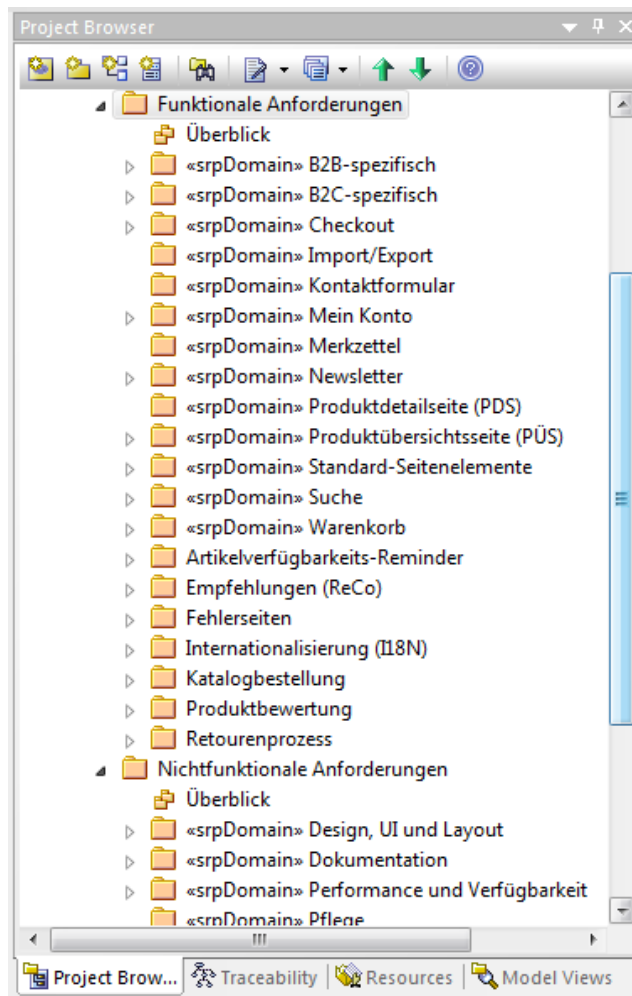 Project Browser
Funktionale Anforderungen
Überblick
«srpDomain» B2B-spezifisch
«srpDomain» B2C-spezifisch
«srpDomain» Checkout
«srpDomain» Import/Export
«srpDomain» Kontaktformular
«srpDomain» Mein Konto
«srpDomain» Merkzettel
«srpDomain» Newsletter
«srpDomain» Produktdetailseite (PDS)
«srpDomain» Produktübersichtsseite (PÜS)
«srpDomain» Standard-Seitenelemente
«srpDomain» Suche
«srpDomain» Warenkorb
Artikelverfügbarkeits-Reminder
Empfehlungen (ReCo)
Fehlerseiten
Internationalisierung (I18N)
Katalogbestellung
Produktbewertung
Retourenprozess
Nichtfunktionale Anforderungen
Überblick
«srpDomain» Design, UI und Layout
«srpDomain» Dokumentation
«srpDomain» Performance und Verfügbarkeit
«srpDomain» Pflege
Project Brow... Traceability Resources Model Views